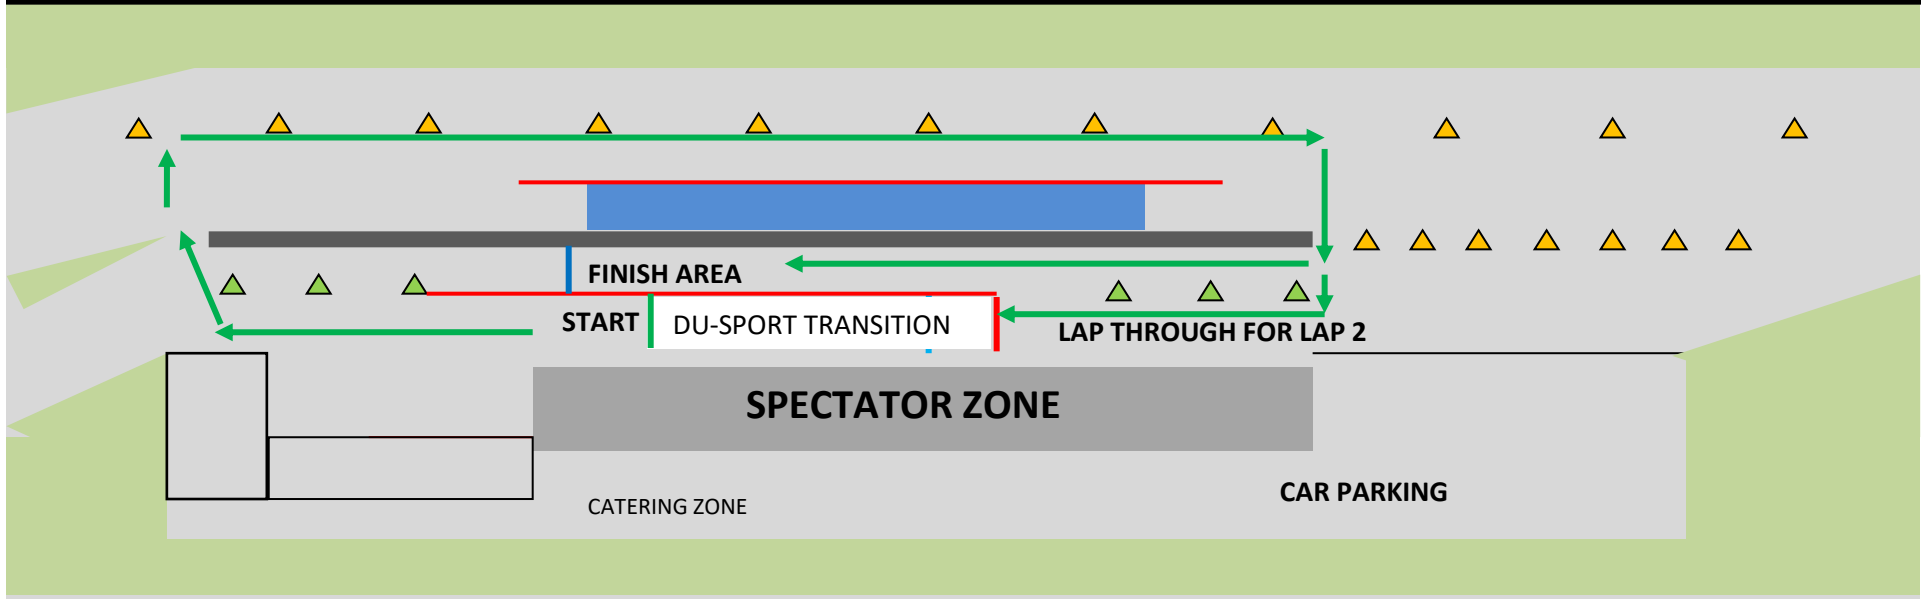 FINISH AREA
START
DU-SPORT TRANSITION
LAP THROUGH FOR LAP 2
SPECTATOR ZONE
CAR PARKING
CATERING ZONE